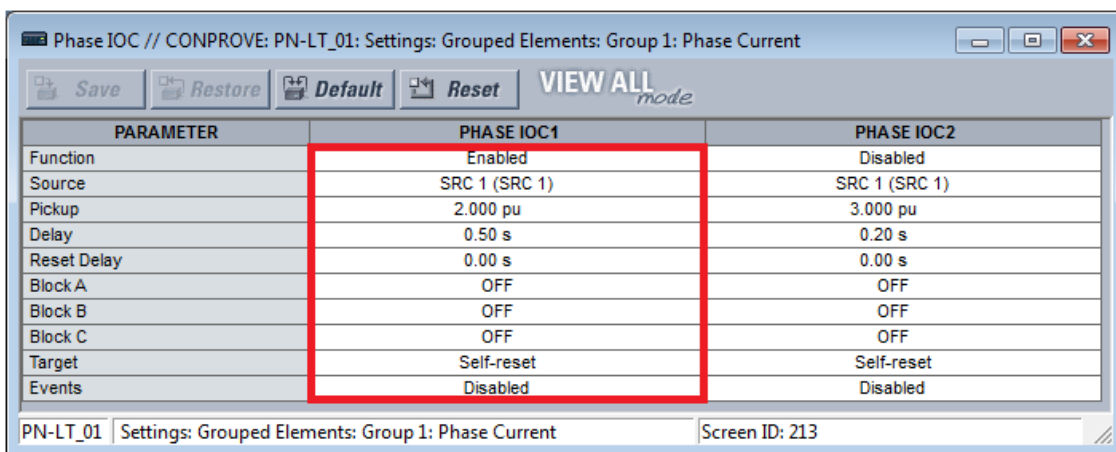 Phase IOC // CONPROVE: PN-LT_01: Settings: Grouped Elements: Group 1: Phase Current
Save Restore Default Reset VIEW ALL mode
PARAMETER PHASE IOC1 PHASE IOC2
Function Enabled Disabled
Source SRC 1 (SRC 1) SRC 1 (SRC 1)
Pickup 2.000 pu 3.000 pu
Delay 0.50 s 0.20 s
Reset Delay 0.00 s 0.00 s
Block A OFF OFF
Block B OFF OFF
Block C OFF OFF
Target Self-reset Self-reset
Events Disabled Disabled
PN-LT_01 Settings: Grouped Elements: Group 1: Phase Current Screen ID: 213